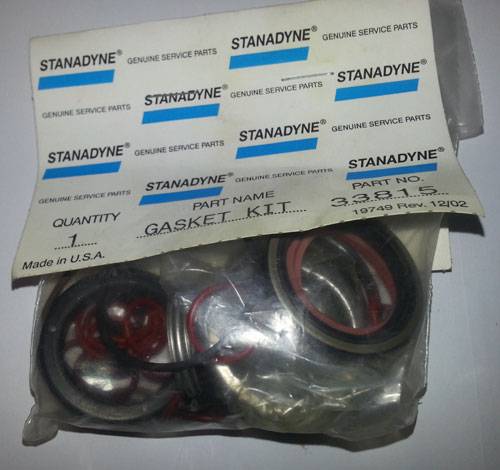 STANADYNE® GENUINE SERVICE PARTS STANADYNE®
GENUINE SERVICE PARTS STANADYNE® GENUINE SERVICE PARTS STANADYNE®
STANADYNE® GENUINE SERVICE PARTS STANADYNE® GENUINE SERVICE PARTS
GENUINE SERVICE PARTS STANADYNE® GENUINE SERVICE PARTS STANADYNE®
QUANTITY PART NAME PART NO.
1 GASKET KIT 33815
Made in U.S.A. 19749 Rev. 12/02